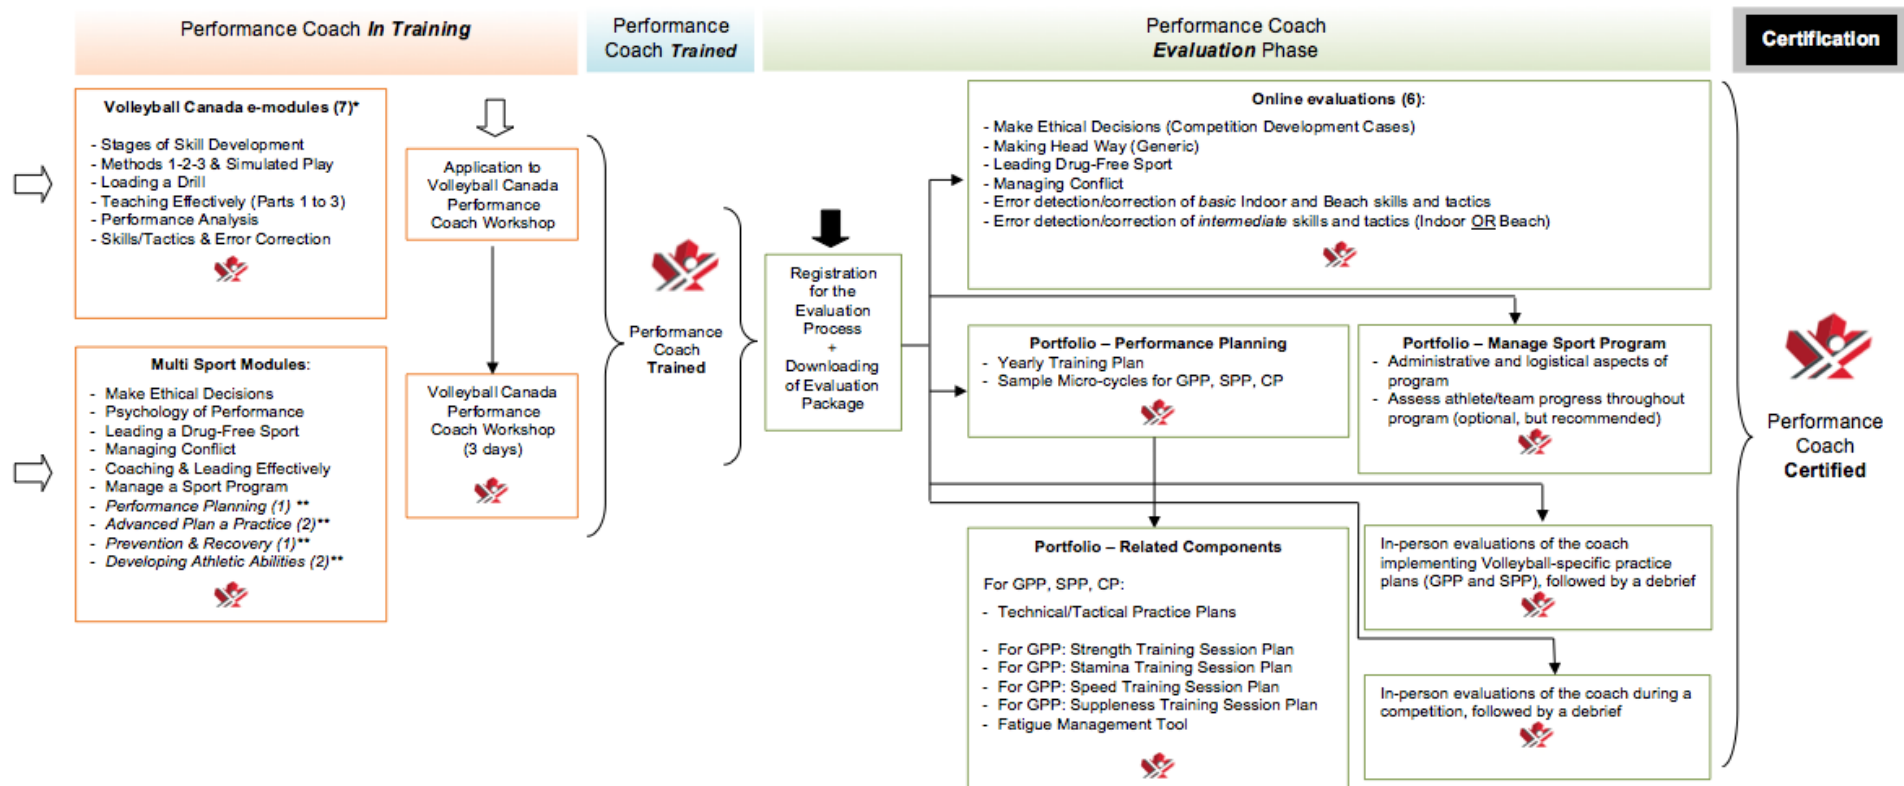 Performance Coach In Training
Performance
Coach Trained
Performance Coach
Evaluation Phase
Certification
Volleyball Canada e-modules (7)*
- Stages of Skill Development
- Methods 1-2-3 & Simulated Play
- Loading a Drill
- Teaching Effectively (Parts 1 to 3)
- Performance Analysis
- Skills/Tactics & Error Correction
Multi Sport Modules:
- Make Ethical Decisions
- Psychology of Performance
- Leading a Drug-Free Sport
- Managing Conflict
- Coaching & Leading Effectively
- Manage a Sport Program
- Performance Planning (1) **
- Advanced Plan a Practice (2)**
- Prevention & Recovery (1)**
- Developing Athletic Abilities (2)**
Application to
Volleyball Canada
Performance
Coach Workshop
Volleyball Canada
Performance
Coach Workshop
(3 days)
Performance
Coach
Trained
Registration
for the
Evaluation
Process
+
Downloading
of Evaluation
Package
Online evaluations (6):
- Make Ethical Decisions (Competition Development Cases)
- Making Head Way (Generic)
- Leading Drug-Free Sport
- Managing Conflict
- Error detection/correction of basic Indoor and Beach skills and tactics
- Error detection/correction of intermediate skills and tactics (Indoor OR Beach)
Portfolio – Performance Planning
- Yearly Training Plan
- Sample Micro-cycles for GPP, SPP, CP
Portfolio – Manage Sport Program
- Administrative and logistical aspects of
program
- Assess athlete/team progress throughout
program (optional, but recommended)
Portfolio – Related Components
For GPP, SPP, CP:
- Technical/Tactical Practice Plans
- For GPP: Strength Training Session Plan
- For GPP: Stamina Training Session Plan
- For GPP: Speed Training Session Plan
- For GPP: Suppleness Training Session Plan
- Fatigue Management Tool
In-person evaluations of the coach
implementing Volleyball-specific practice
plans (GPP and SPP), followed by a debrief
In-person evaluations of the coach during a
competition, followed by a debrief
Performance
Coach
Certified